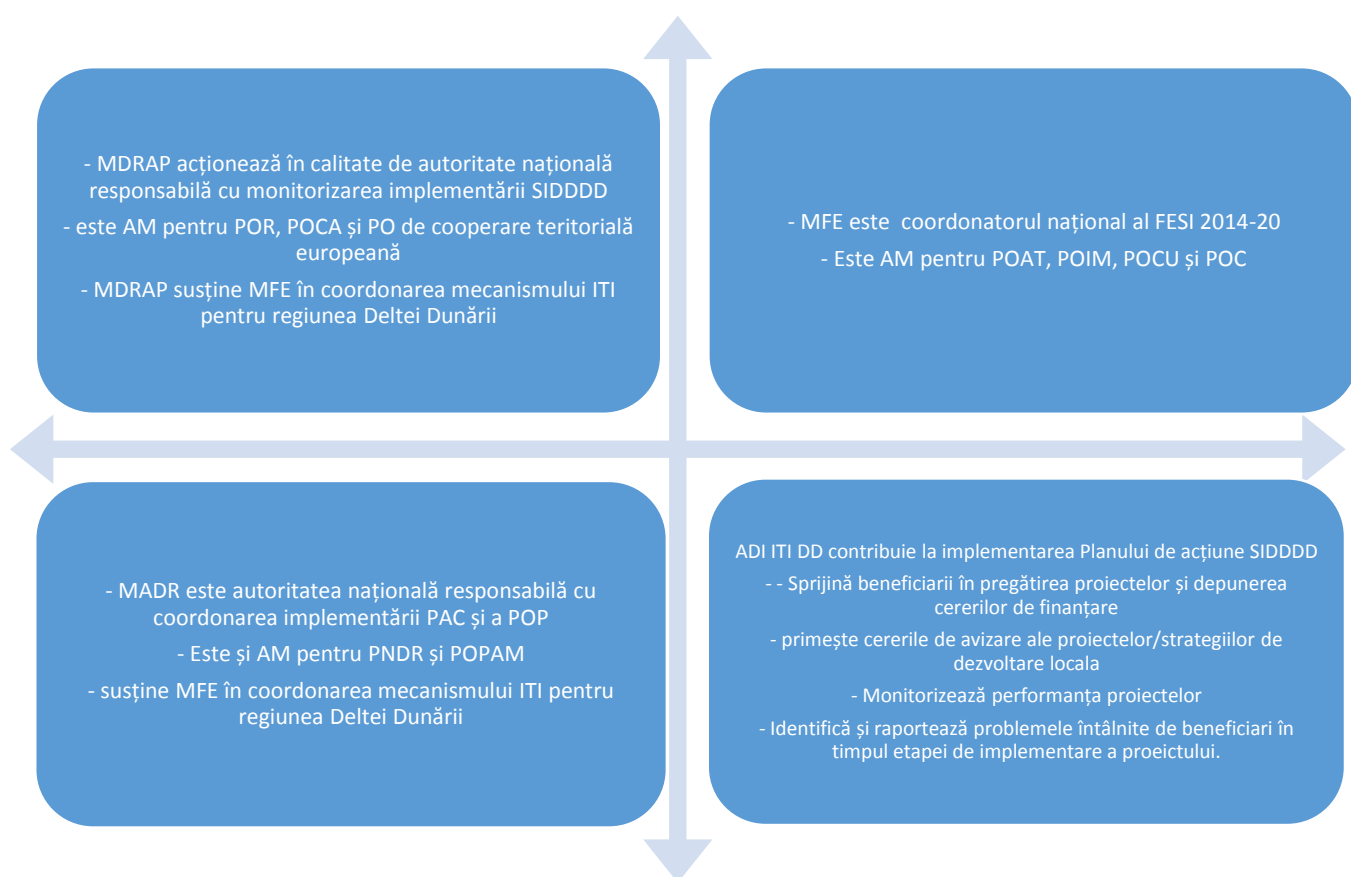 - MDRAP acționează în calitate de autoritate națională
responsabilă cu monitorizarea implementării SIDDDD
- este AM pentru POR, POCA și PO de cooperare teritorială
europeană
- MDRAP susține MFE în coordonarea mecanismului ITI
pentru regiunea Deltei Dunării
- MFE este  coordonatorul național al FESI 2014-20
- Este AM pentru POAT, POIM, POCU și POC
- MADR este autoritatea națională responsabilă cu
coordonarea implementării PAC și a POP
- Este și AM pentru PNDR și POPAM
- susține MFE în coordonarea mecanismului ITI pentru
regiunea Deltei Dunării
ADI ITI DD contribuie la implementarea Planului de acțiune SIDDDD
- - Sprijină beneficiarii în pregătirea proiectelor și depunerea
cererilor de finanțare
- primește cererile de avizare ale proiectelor/strategiilor de
dezvoltare locala
- Monitorizează performanța proiectelor
- Identifică și raportează problemele întâlnite de beneficiari în
timpul etapei de implementare a proeictului.